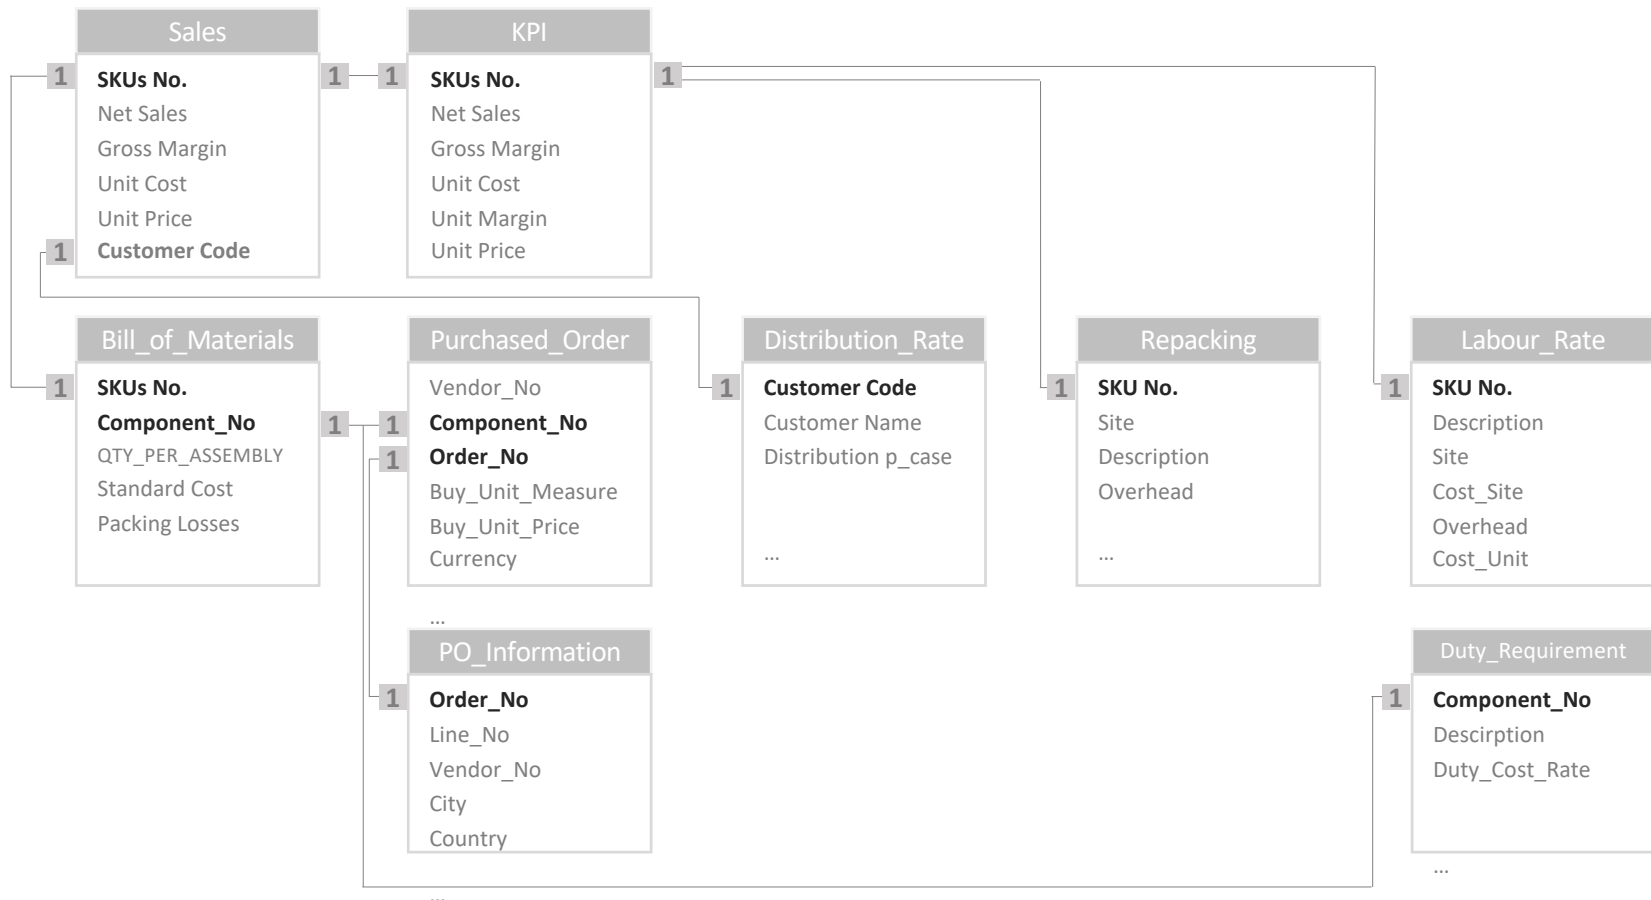 Sales
1
SKUs No.
1
Net Sales
Gross Margin
Unit Cost
Unit Price
1
Customer Code
KPI
1
SKUs No.
1
Net Sales
Gross Margin
Unit Cost
Unit Margin
Unit Price
Bill_of_Materials
1
SKUs No.
Component_No
1
QTY_PER_ASSEMBLY
Standard Cost
Packing Losses
Purchased_Order
Vendor_No
1
Component_No
1
Order_No
Buy_Unit_Measure
Buy_Unit_Price
Currency
...
Distribution_Rate
1
Customer Code
Customer Name
Distribution p_case
...
Repacking
1
SKU No.
Site
Description
Overhead
...
Labour_Rate
1
SKU No.
Description
Site
Cost_Site
Overhead
Cost_Unit
PO_Information
1
Order_No
Line_No
Vendor_No
City
Country
...
Duty_Requirement
1
Component_No
Descirption
Duty_Cost_Rate
...